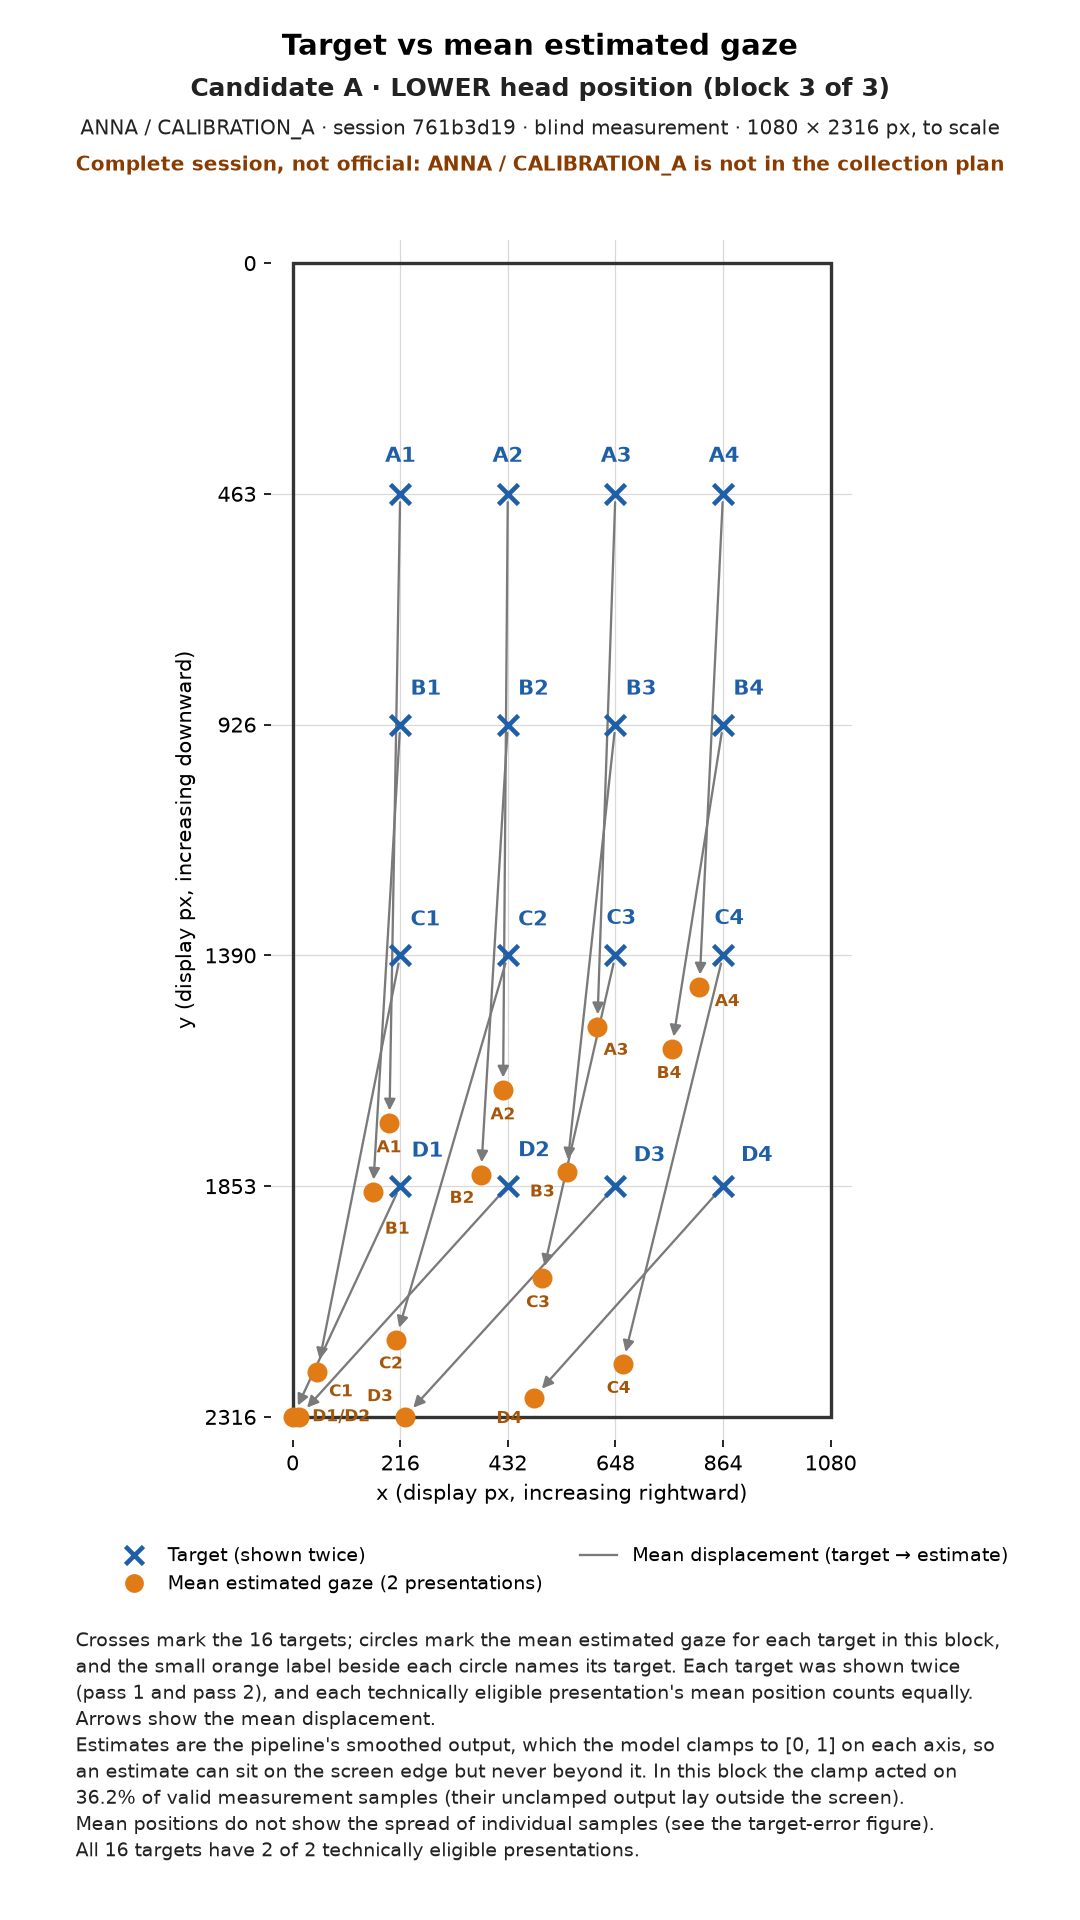 Target vs mean estimated gaze
Candidate A · LOWER head position (block 3 of 3)
ANNA / CALIBRATION_A · session 761b3d19 · blind measurement · 1080 × 2316 px, to scale
Complete session, not official: ANNA / CALIBRATION_A is not in the collection plan
0
A1 A2 A3 A4
463
B1 B2 B3 B4
926
C1 C2 C3 C4
1390
A4
A3
B4
A2
A1
D1 D2 D3 D4
1853
B3
B2
B1
C3
C2
C4
C1
D3
D1/D2
D4
2316
0 216 432 648 864 1080
x (display px, increasing rightward)
y (display px, increasing downward)
Target (shown twice)
Mean displacement (target → estimate)
Mean estimated gaze (2 presentations)
Crosses mark the 16 targets; circles mark the mean estimated gaze for each target in this block,
and the small orange label beside each circle names its target. Each target was shown twice
(pass 1 and pass 2), and each technically eligible presentation's mean position counts equally.
Arrows show the mean displacement.
Estimates are the pipeline's smoothed output, which the model clamps to [0, 1] on each axis, so
an estimate can sit on the screen edge but never beyond it. In this block the clamp acted on
36.2% of valid measurement samples (their unclamped output lay outside the screen).
Mean positions do not show the spread of individual samples (see the target-error figure).
All 16 targets have 2 of 2 technically eligible presentations.